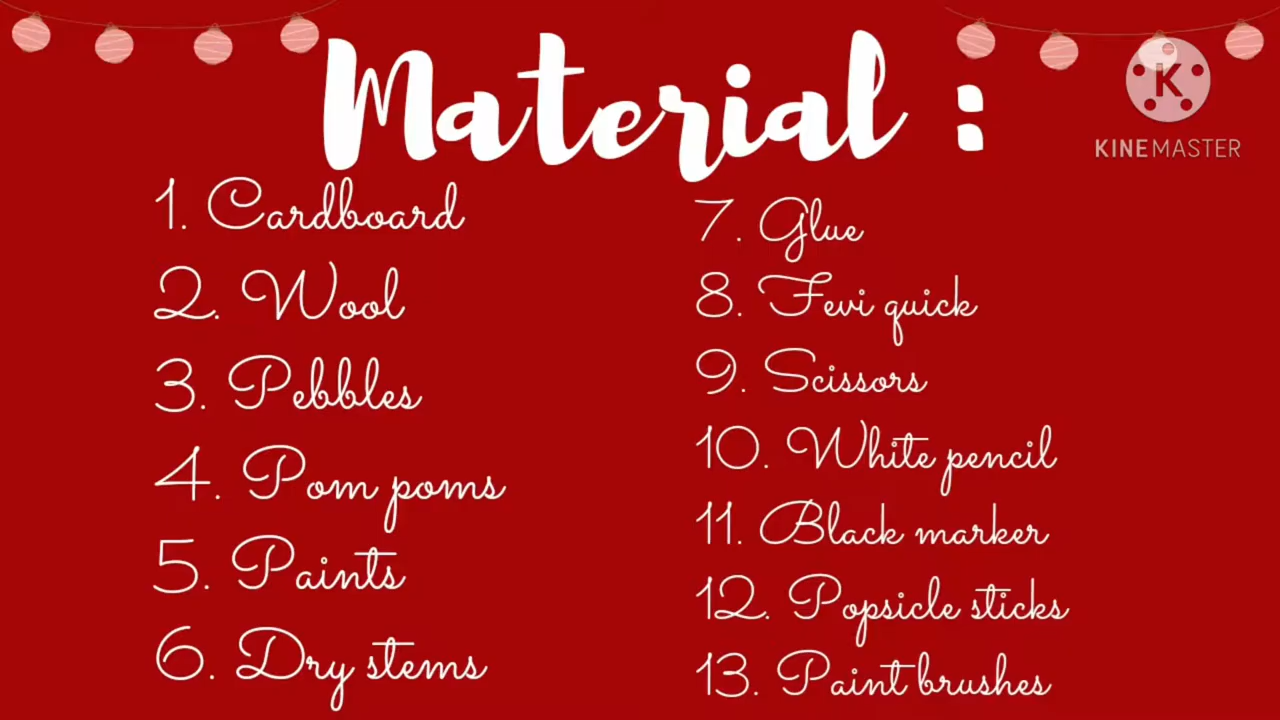 Material :
1. Cardboard
2. Wool
3. Pebbles
4. Pom poms
5. Paints
6. Dry stems
7. Glue
8. Fevi quick
9. Scissors
10. White pencil
11. Black marker
12. Popsicle sticks
13. Paint brushes
K
KINEMASTER